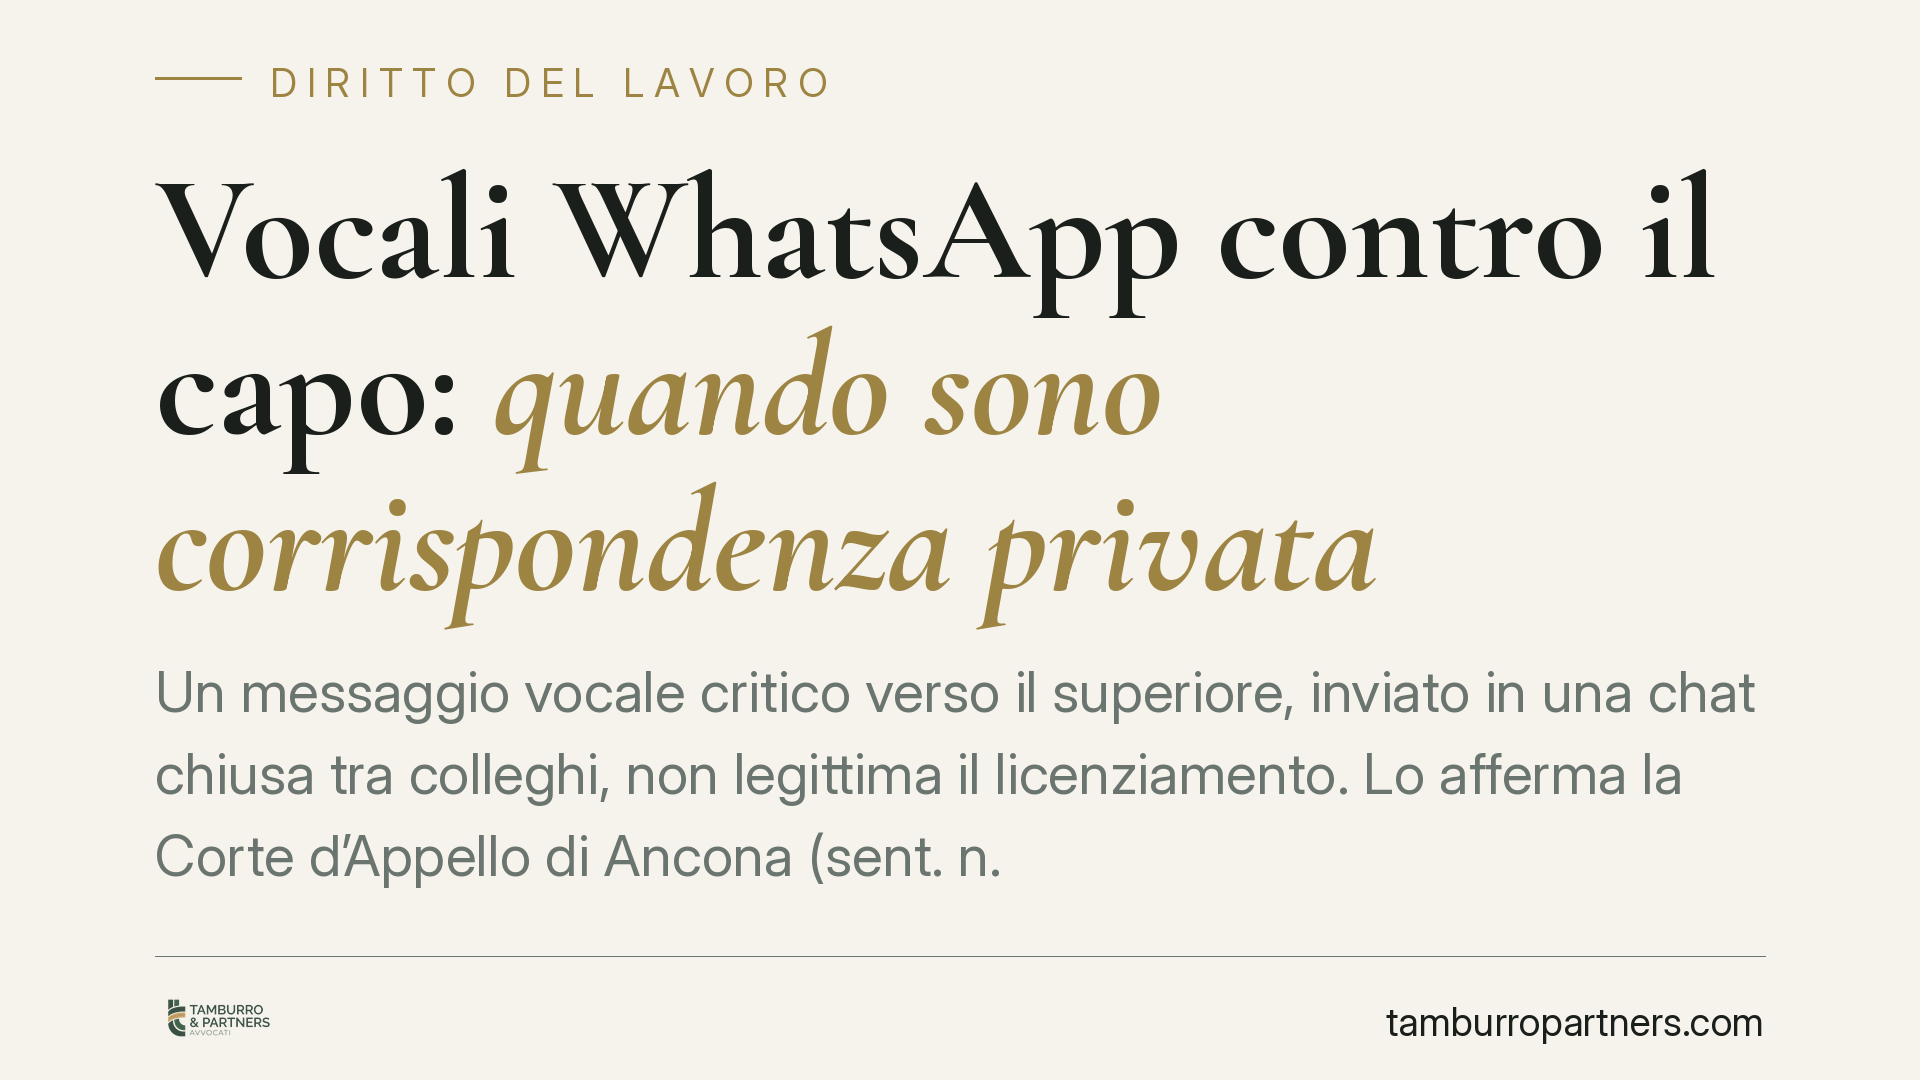 DIRITTO DEL LAVORO
Vocali WhatsApp contro il
capo: quando sono
corrispondenza privata
Un messaggio vocale critico verso il superiore, inviato in una chat
chiusa tra colleghi, non legittima il licenziamento. Lo afferma la
Corte d’Appello di Ancona (sent. n.
TAMBURRO
& PARTNERS
AVVOCATI
tamburropartners.com